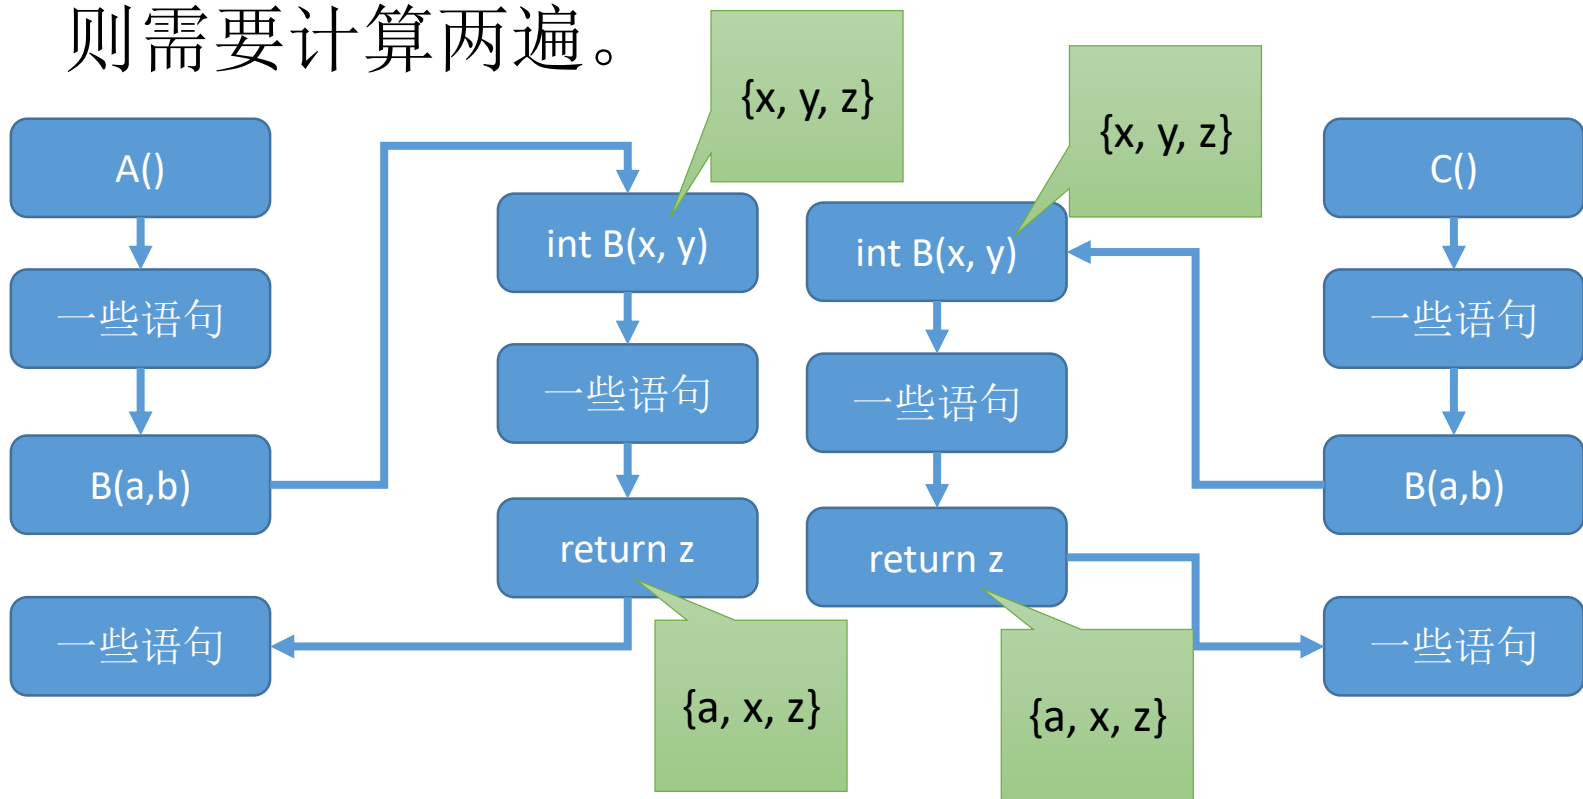 则需要计算两遍。
{x, y, z}
{x, y, z}
A()
一些语句
B(a,b)
一些语句
int B(x, y)
一些语句
return z
{a, x, z}
int B(x, y)
一些语句
return z
{a, x, z}
C()
一些语句
B(a,b)
一些语句